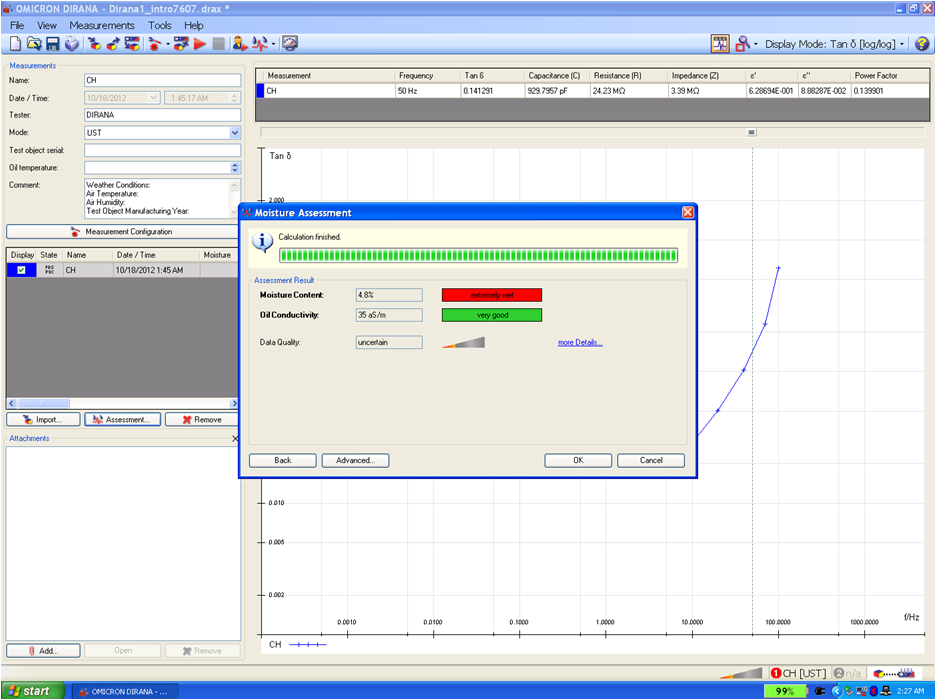 OMICRON DIRANA - Dirana1_intro7607.drax *
File View Measurements Tools Help
Display Mode: Tan δ [log/log]
Measurements
Name: CH
Date / Time: 10/18/2012 1:45:17 AM
Tester: DIRANA
Mode: UST
Test object serial:
Oil temperature:
Comment: Weather Conditions:
Air Temperature:
Air Humidity:
Test Object Manufacturing Year:
Measurement Configuration
Display State Name Date / Time Moisture
FDS
PDC
CH 10/18/2012 1:45 AM
Import... Assessment... Remove
Attachments
Add... Open Remove
Measurement Frequency Tan δ Capacitance (C) Resistance (R) Impedance (Z) ε' ε'' Power Factor
CH 50 Hz 0.141291 929.7957 pF 24.23 MΩ 3.39 MΩ 6.28694E-001 8.88287E-002 0.139901
Tan δ
2.000
Moisture Assessment
Calculation finished.
Assessment Result
Moisture Content: 4.8% extremely wet
Oil Conductivity: 35 aS/m very good
Data Quality: uncertain more Details...
Back Advanced... OK Cancel
0.010
0.005
0.002
0.0010 0.0100 0.1000 1.0000 10.0000 100.0000 1000.0000 f/Hz
CH
1 CH [UST] 2 n/a
start OMICRON DIRANA - ... 99% 2:27 AM